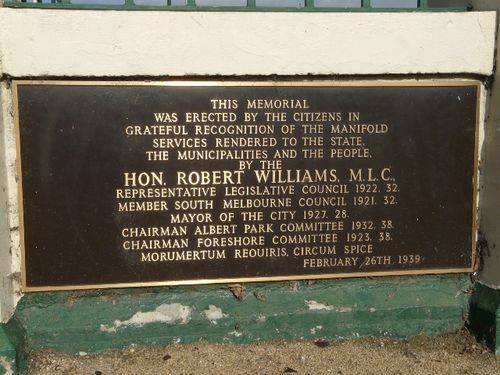 THIS MEMORIAL
WAS ERECTED BY THE CITIZENS IN
GRATEFUL RECOGNITION OF THE MANIFOLD
SERVICES RENDERED TO THE STATE,
THE MUNICIPALITIES AND THE PEOPLE,
BY THE
HON. ROBERT WILLIAMS, M.L.C.,
REPRESENTATIVE LEGISLATIVE COUNCIL 1922. 32.
MEMBER SOUTH MELBOURNE COUNCIL 1921. 32.
MAYOR OF THE CITY 1927. 28.
CHAIRMAN ALBERT PARK COMMITTEE 1932. 38.
CHAIRMAN FORESHORE COMMITTEE 1923. 38.
MORUMERTUM REOUIRIS. CIRCUM SPICE
FEBRUARY 26TH, 1939